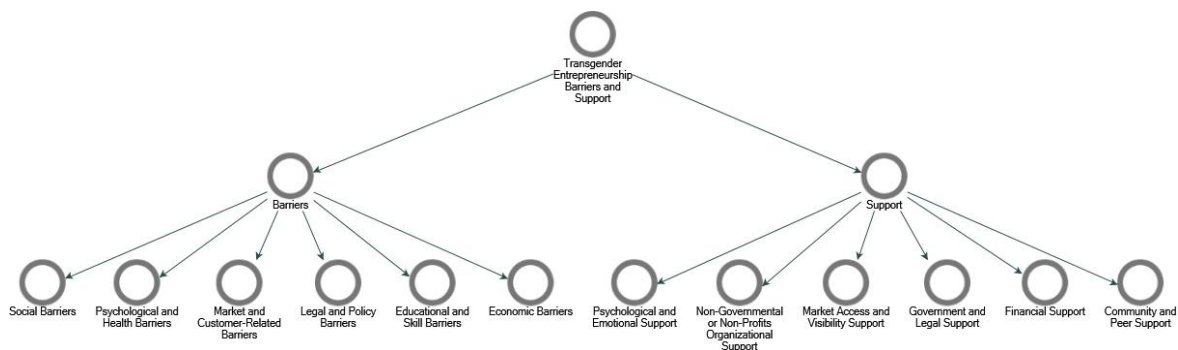 Transgender
Entrepreneurship
Barriers and
Support
Barriers
Support
Social Barriers
Psychological and
Health Barriers
Market and
Customer-Related
Barriers
Legal and Policy
Barriers
Educational and
Skill Barriers
Economic Barriers
Psychological and
Emotional Support
Non-Governmental
or Non-Profits
Organizational
Support
Market Access and
Visibility Support
Government and
Legal Support
Financial Support
Community and
Peer Support